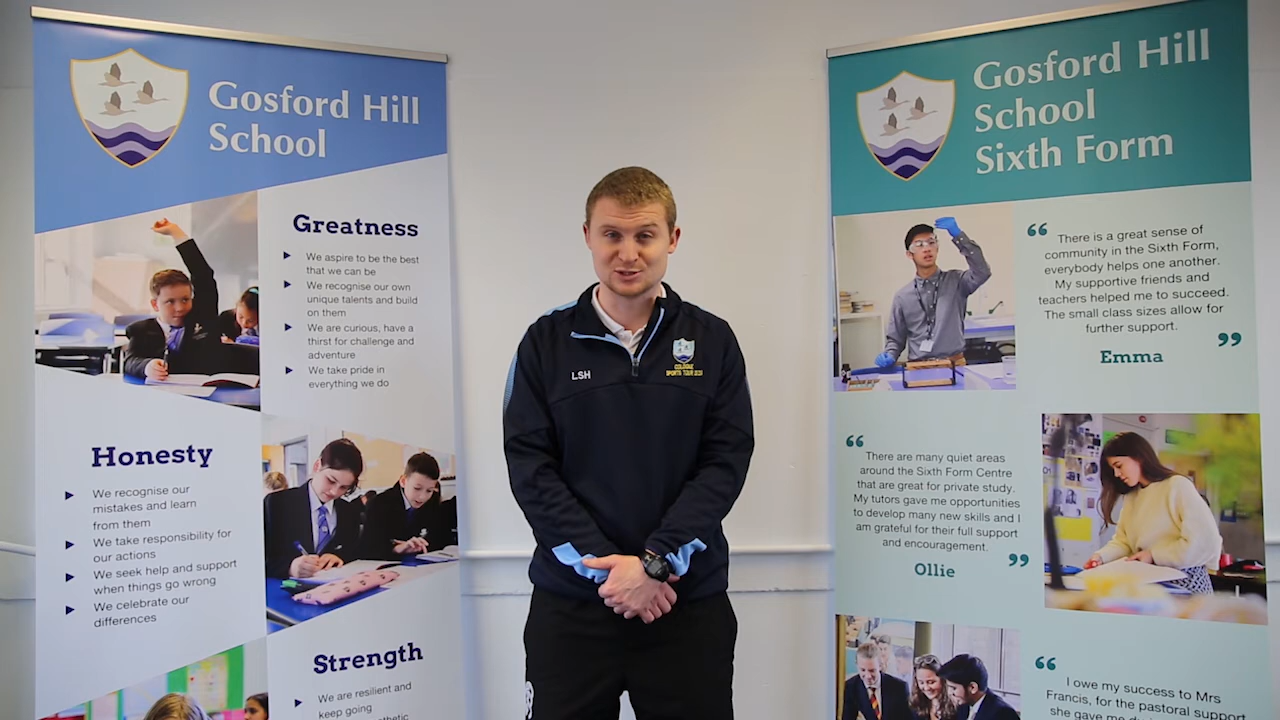 Gosford Hill
School
Greatness
We aspire to be the best
that we can be
We recognise our own
unique talents and build
on them
We are curious, have a
thirst for challenge and
adventure
We take pride in
everything we do
Honesty
We recognise our
mistakes and learn
from them
We take responsibility for
our actions
We seek help and support
when things go wrong
We celebrate our
differences
Strength
We are resilient and
keep going
LSH
COLOGNE
SPORTS TOUR
Gosford Hill
School
Sixth Form
“ There is a great sense of
community in the Sixth Form,
everybody helps one another.
My supportive friends and
teachers helped me to succeed.
The small class sizes allow for
further support. ”
Emma
“ There are many quiet areas
around the Sixth Form Centre
that are great for private study.
My tutors gave me opportunities
to develop many new skills and I
am grateful for their full support
and encouragement. ”
Ollie
“ I owe my success to Mrs
Francis, for the pastoral support
she gave me